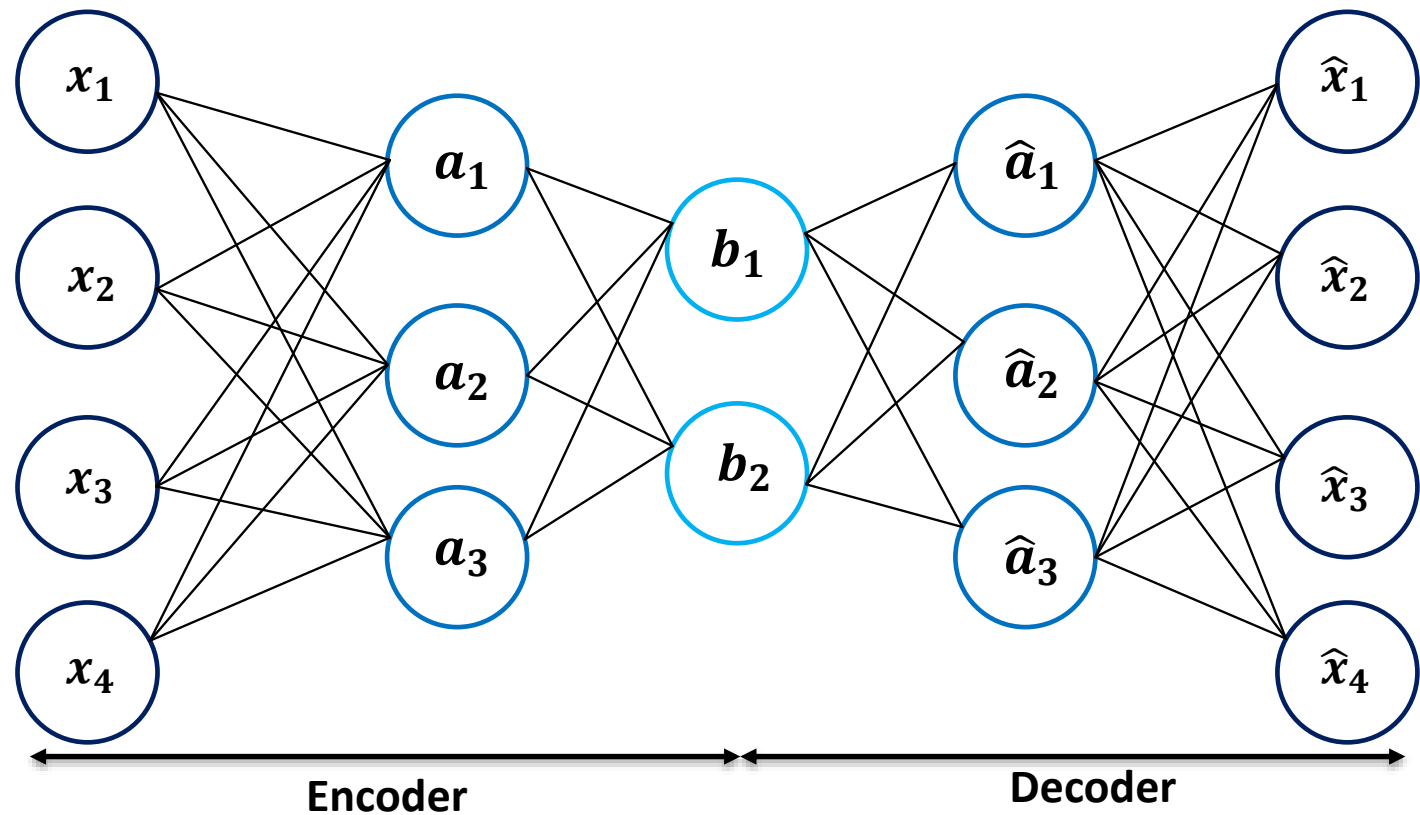 x₁
x₂
x₃
x₄
a₁
a₂
a₃
b₁
b₂
â₁
â₂
â₃
x̂₁
x̂₂
x̂₃
x̂₄
Encoder
Decoder